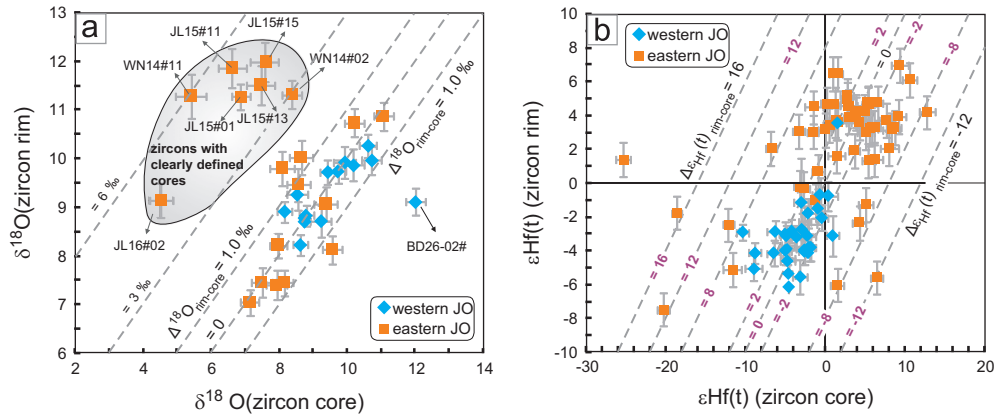 a
JL15#11
JL15#15
WN14#11
WN14#02
JL15#01
JL15#13
zircons with
clearly defined
cores
JL16#02
= 6 ‰
= 3 ‰
Δ¹⁸O rim-core = 1.0 ‰
= 0
Δ¹⁸O rim-core = 1.0 ‰
BD26-02#
western JO
eastern JO
13
12
11
10
9
8
7
6
2
4
6
8
10
12
14
δ¹⁸O(zircon rim)
δ¹⁸ O(zircon core)
b
western JO
eastern JO
ΔεHf(t) rim-core = 16
= 12
= 2
= 0
= -2
= -8
ΔεHf(t) rim-core = -12
= 16
= 12
= 8
= 2
= 0
= -2
= -8
= -12
10
8
6
4
2
0
-2
-4
-6
-8
-10
-30
-20
-10
0
10
20
εHf(t) (zircon rim)
εHf(t) (zircon core)